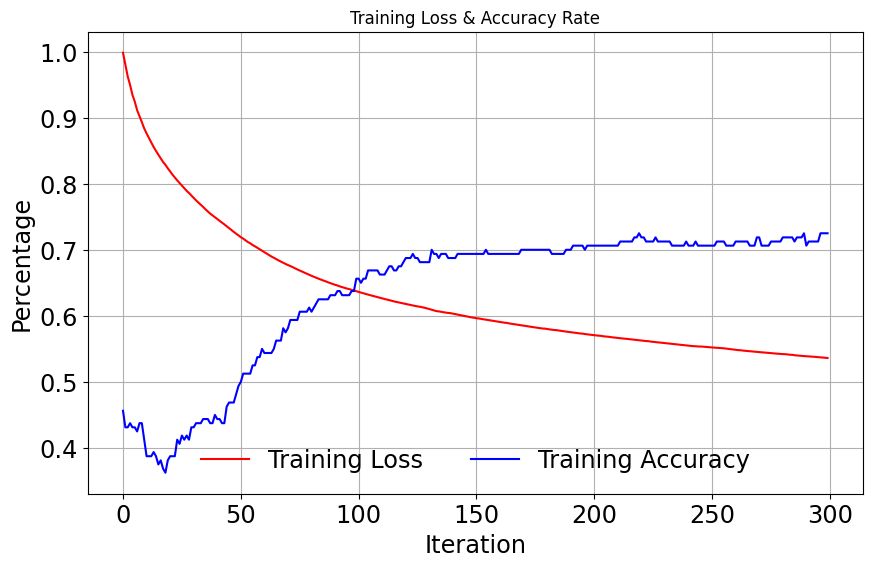 Training Loss & Accuracy Rate
1.0
0.9
0.8
0.7
0.6
0.5
0.4
Percentage
Training Loss
Training Accuracy
0 50 100 150 200 250 300
Iteration